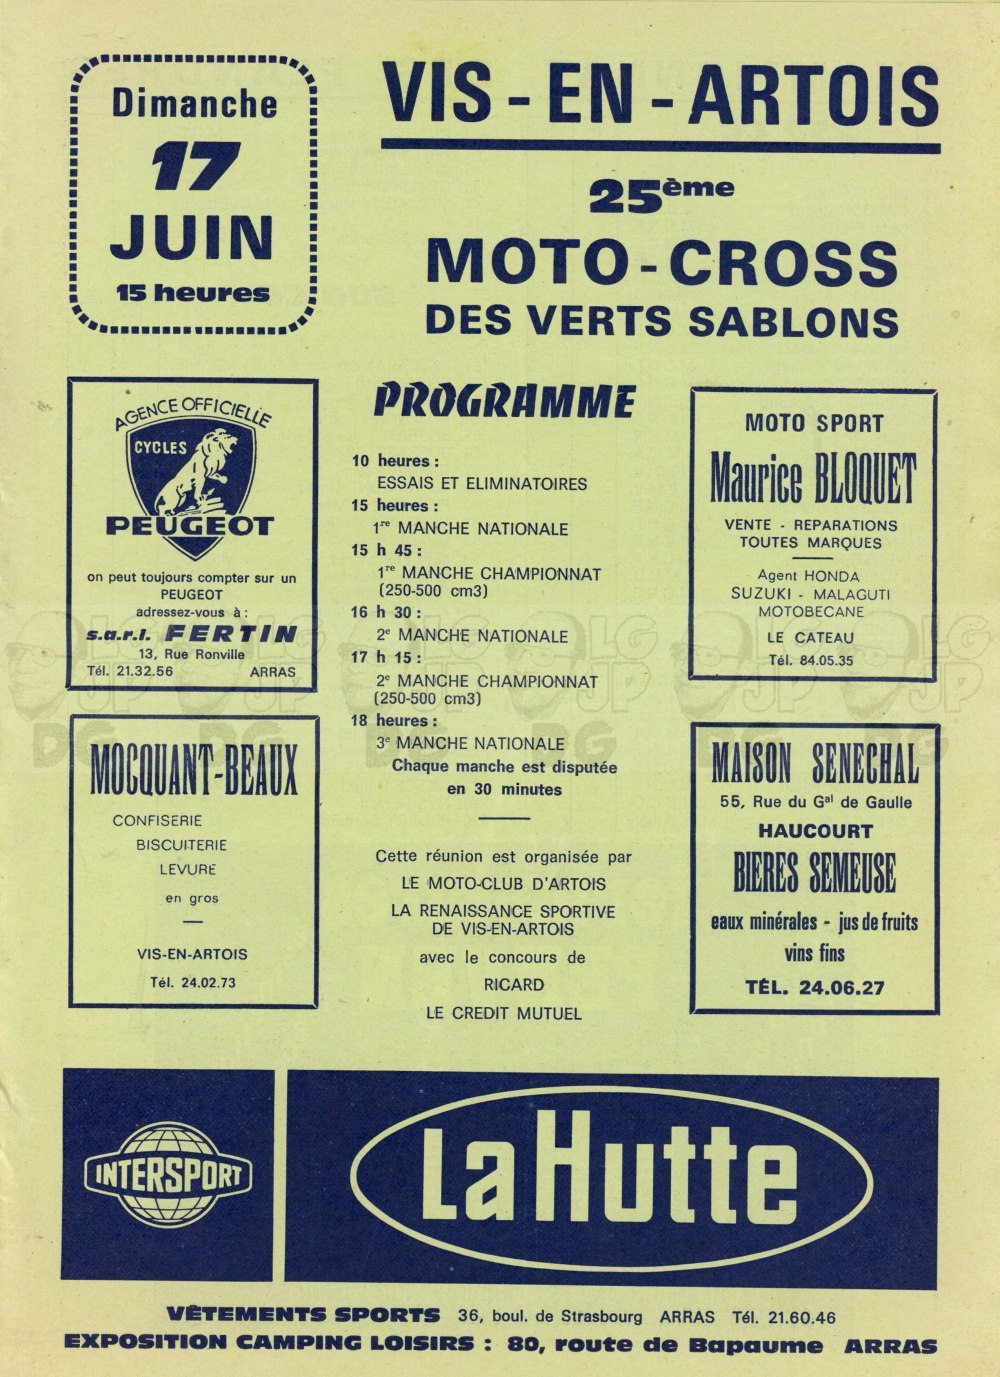 Dimanche
17
JUIN
15 heures
VIS - EN - ARTOIS
25ème
MOTO - CROSS
DES VERTS SABLONS
AGENCE OFFICIELLE
CYCLES
PEUGEOT
on peut toujours compter sur un
PEUGEOT
adressez-vous à :
s.a.r.l. FERTIN
13, Rue Ronville
Tél. 21.32.56 ARRAS
MOCQUANT-BEAUX
CONFISERIE
BISCUITERIE
LEVURE
en gros
VIS-EN-ARTOIS
Tél. 24.02.73
PROGRAMME
10 heures :
ESSAIS ET ELIMINATOIRES
15 heures :
1re MANCHE NATIONALE
15 h 45 :
1re MANCHE CHAMPIONNAT
(250-500 cm3)
16 h 30 :
2e MANCHE NATIONALE
17 h 15 :
2e MANCHE CHAMPIONNAT
(250-500 cm3)
18 heures :
3e MANCHE NATIONALE
Chaque manche est disputée
en 30 minutes
Cette réunion est organisée par
LE MOTO-CLUB D'ARTOIS
LA RENAISSANCE SPORTIVE
DE VIS-EN-ARTOIS
avec le concours de
RICARD
LE CREDIT MUTUEL
MOTO SPORT
Maurice BLOQUET
VENTE - REPARATIONS
TOUTES MARQUES
Agent HONDA
SUZUKI - MALAGUTI
MOTOBECANE
LE CATEAU
Tél. 84.05.35
MAISON SENECHAL
55, Rue du Gal de Gaulle
HAUCOURT
BIERES SEMEUSE
eaux minérales - jus de fruits
vins fins
TÉL. 24.06.27
INTERSPORT
La Hutte
VÊTEMENTS SPORTS 36, boul. de Strasbourg ARRAS Tél. 21.60.46
EXPOSITION CAMPING LOISIRS : 80, route de Bapaume ARRAS